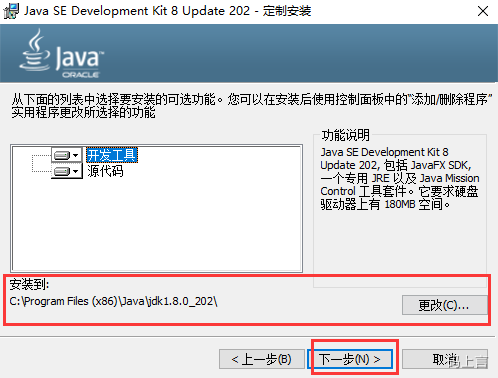 Java SE Development Kit 8 Update 202 - 定制安装
Java
ORACLE
从下面的列表中选择要安装的可选功能。您可以在安装后使用控制面板中的“添加/删除程序”
实用程序更改所选择的功能
开发工具
源代码
功能说明
Java SE Development Kit 8
Update 202, 包括 JavaFX SDK,
一个专用 JRE 以及 Java Mission
Control 工具套件。它要求硬盘
驱动器上有 180MB 空间。
安装到:
C:\Program Files (x86)\Java\jdk1.8.0_202\
更改(C)...
< 上一步(B)
下一步(N) >
取消
码上言